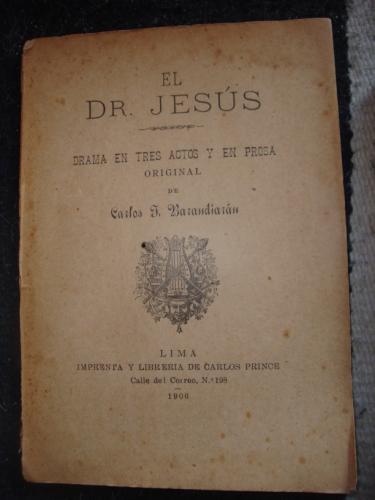 EL
DR. JESÚS
DRAMA EN TRES ACTOS Y EN PROSA
ORIGINAL
DE
Carlos J. Barandiarán
LIMA
IMPRENTA Y LIBRERIA DE CARLOS PRINCE
Calle del Correo, N.º 198
1906